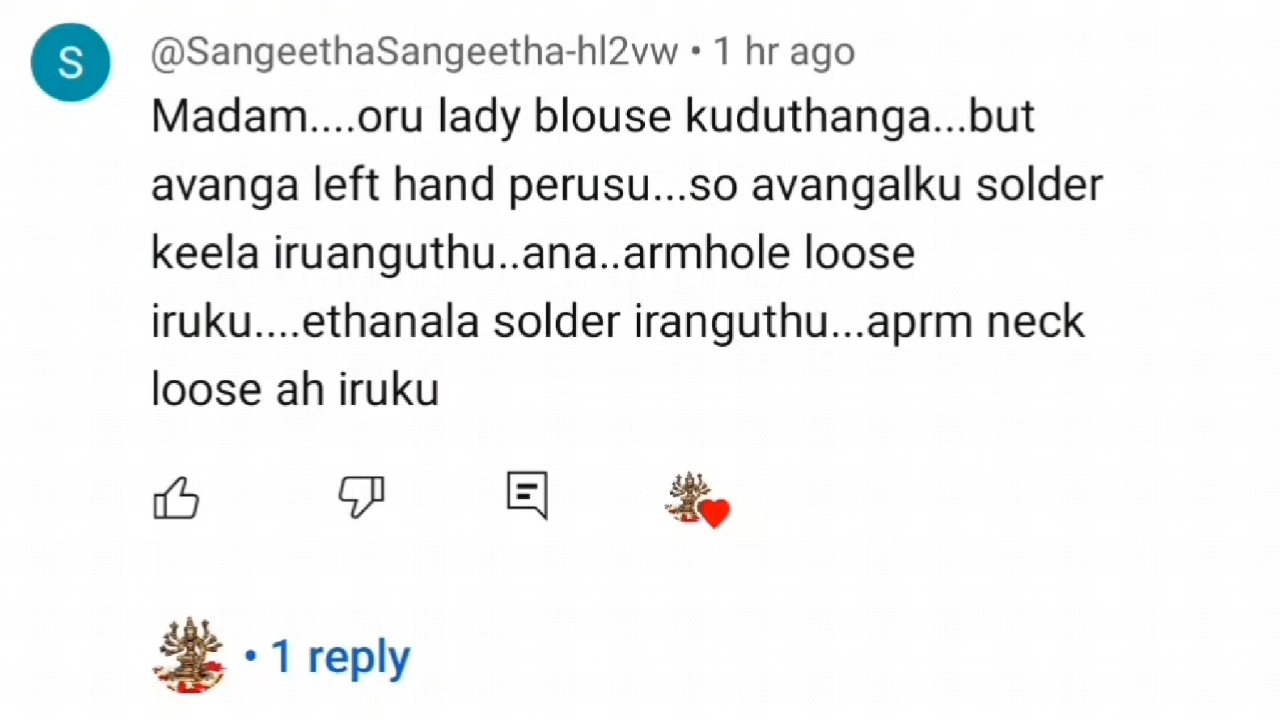 S
@SangeethaSangeetha-hl2vw • 1 hr ago
Madam....oru lady blouse kuduthanga...but
avanga left hand perusu...so avangalku solder
keela iruanguthu..ana..armhole loose
iruku....ethanala solder iranguthu...aprm neck
loose ah iruku
• 1 reply